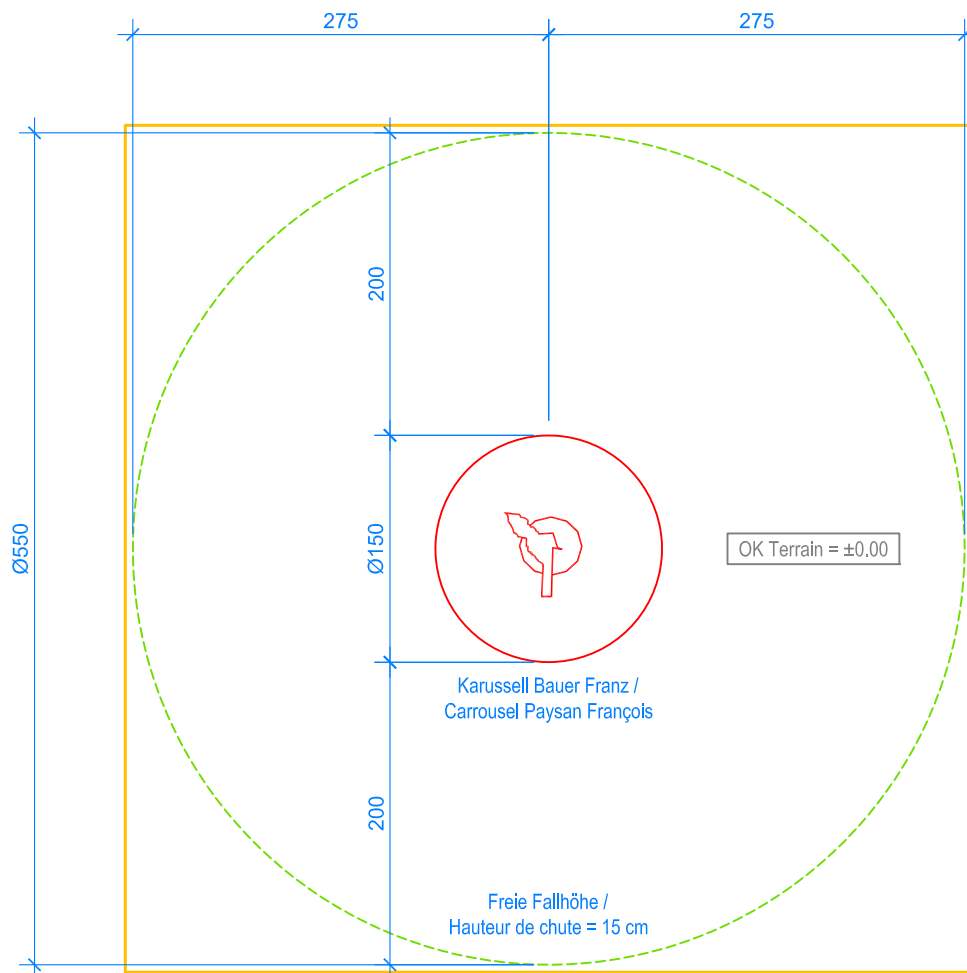 275
275
200
Ø550
Ø150
OK Terrain = ±0.00
Karussell Bauer Franz /
Carrousel Paysan François
200
Freie Fallhöhe /
Hauteur de chute = 15 cm